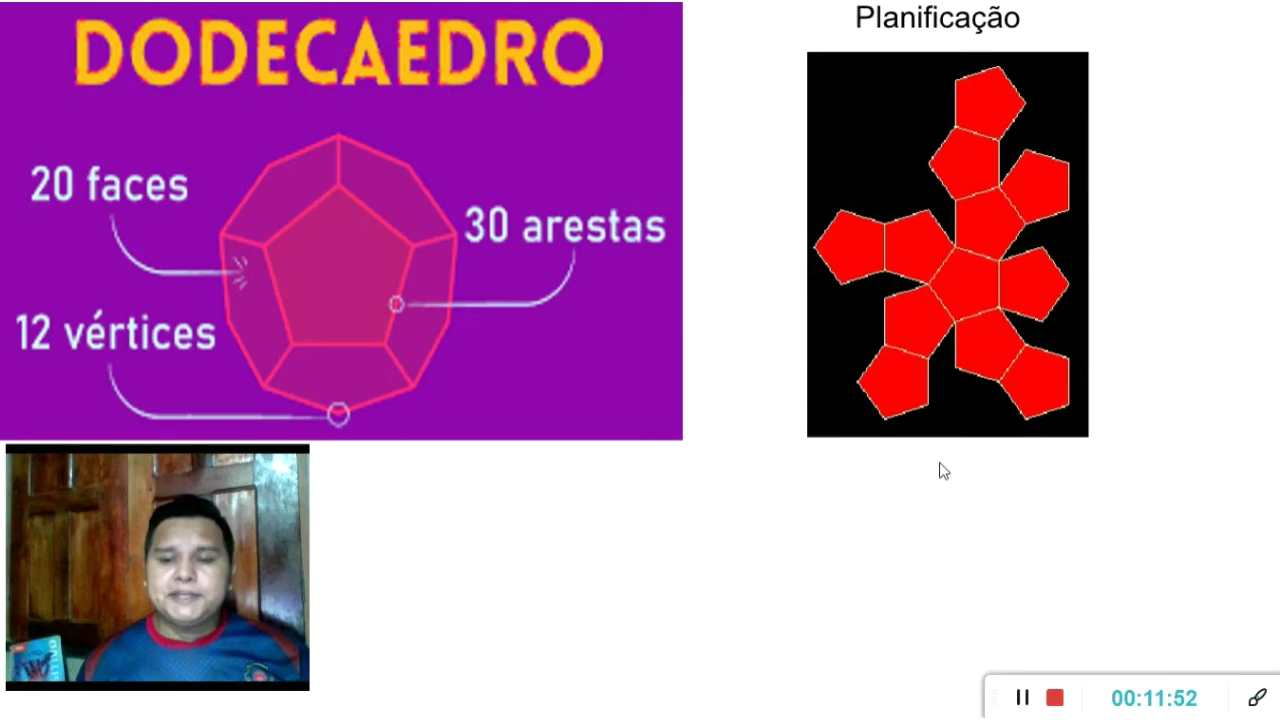 DODECAEDRO
20 faces
30 arestas
12 vértices
Planificação
00:11:52